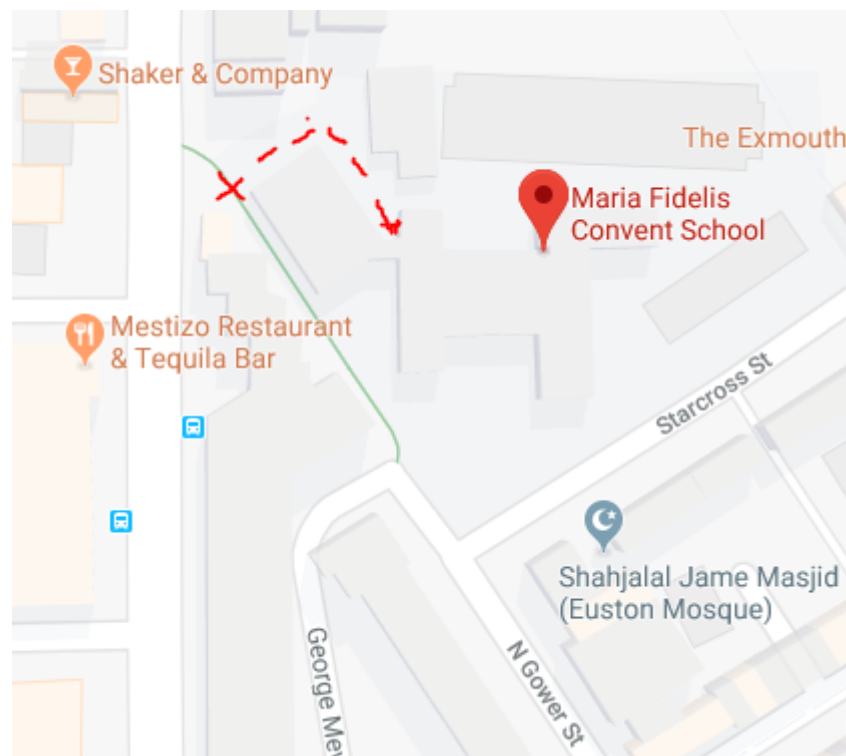 Shaker & Company
The Exmouth
Maria Fidelis
Convent School
Mestizo Restaurant
& Tequila Bar
Starcross St
Shahjalal Jame Masjid
(Euston Mosque)
George Mew
N Gower St